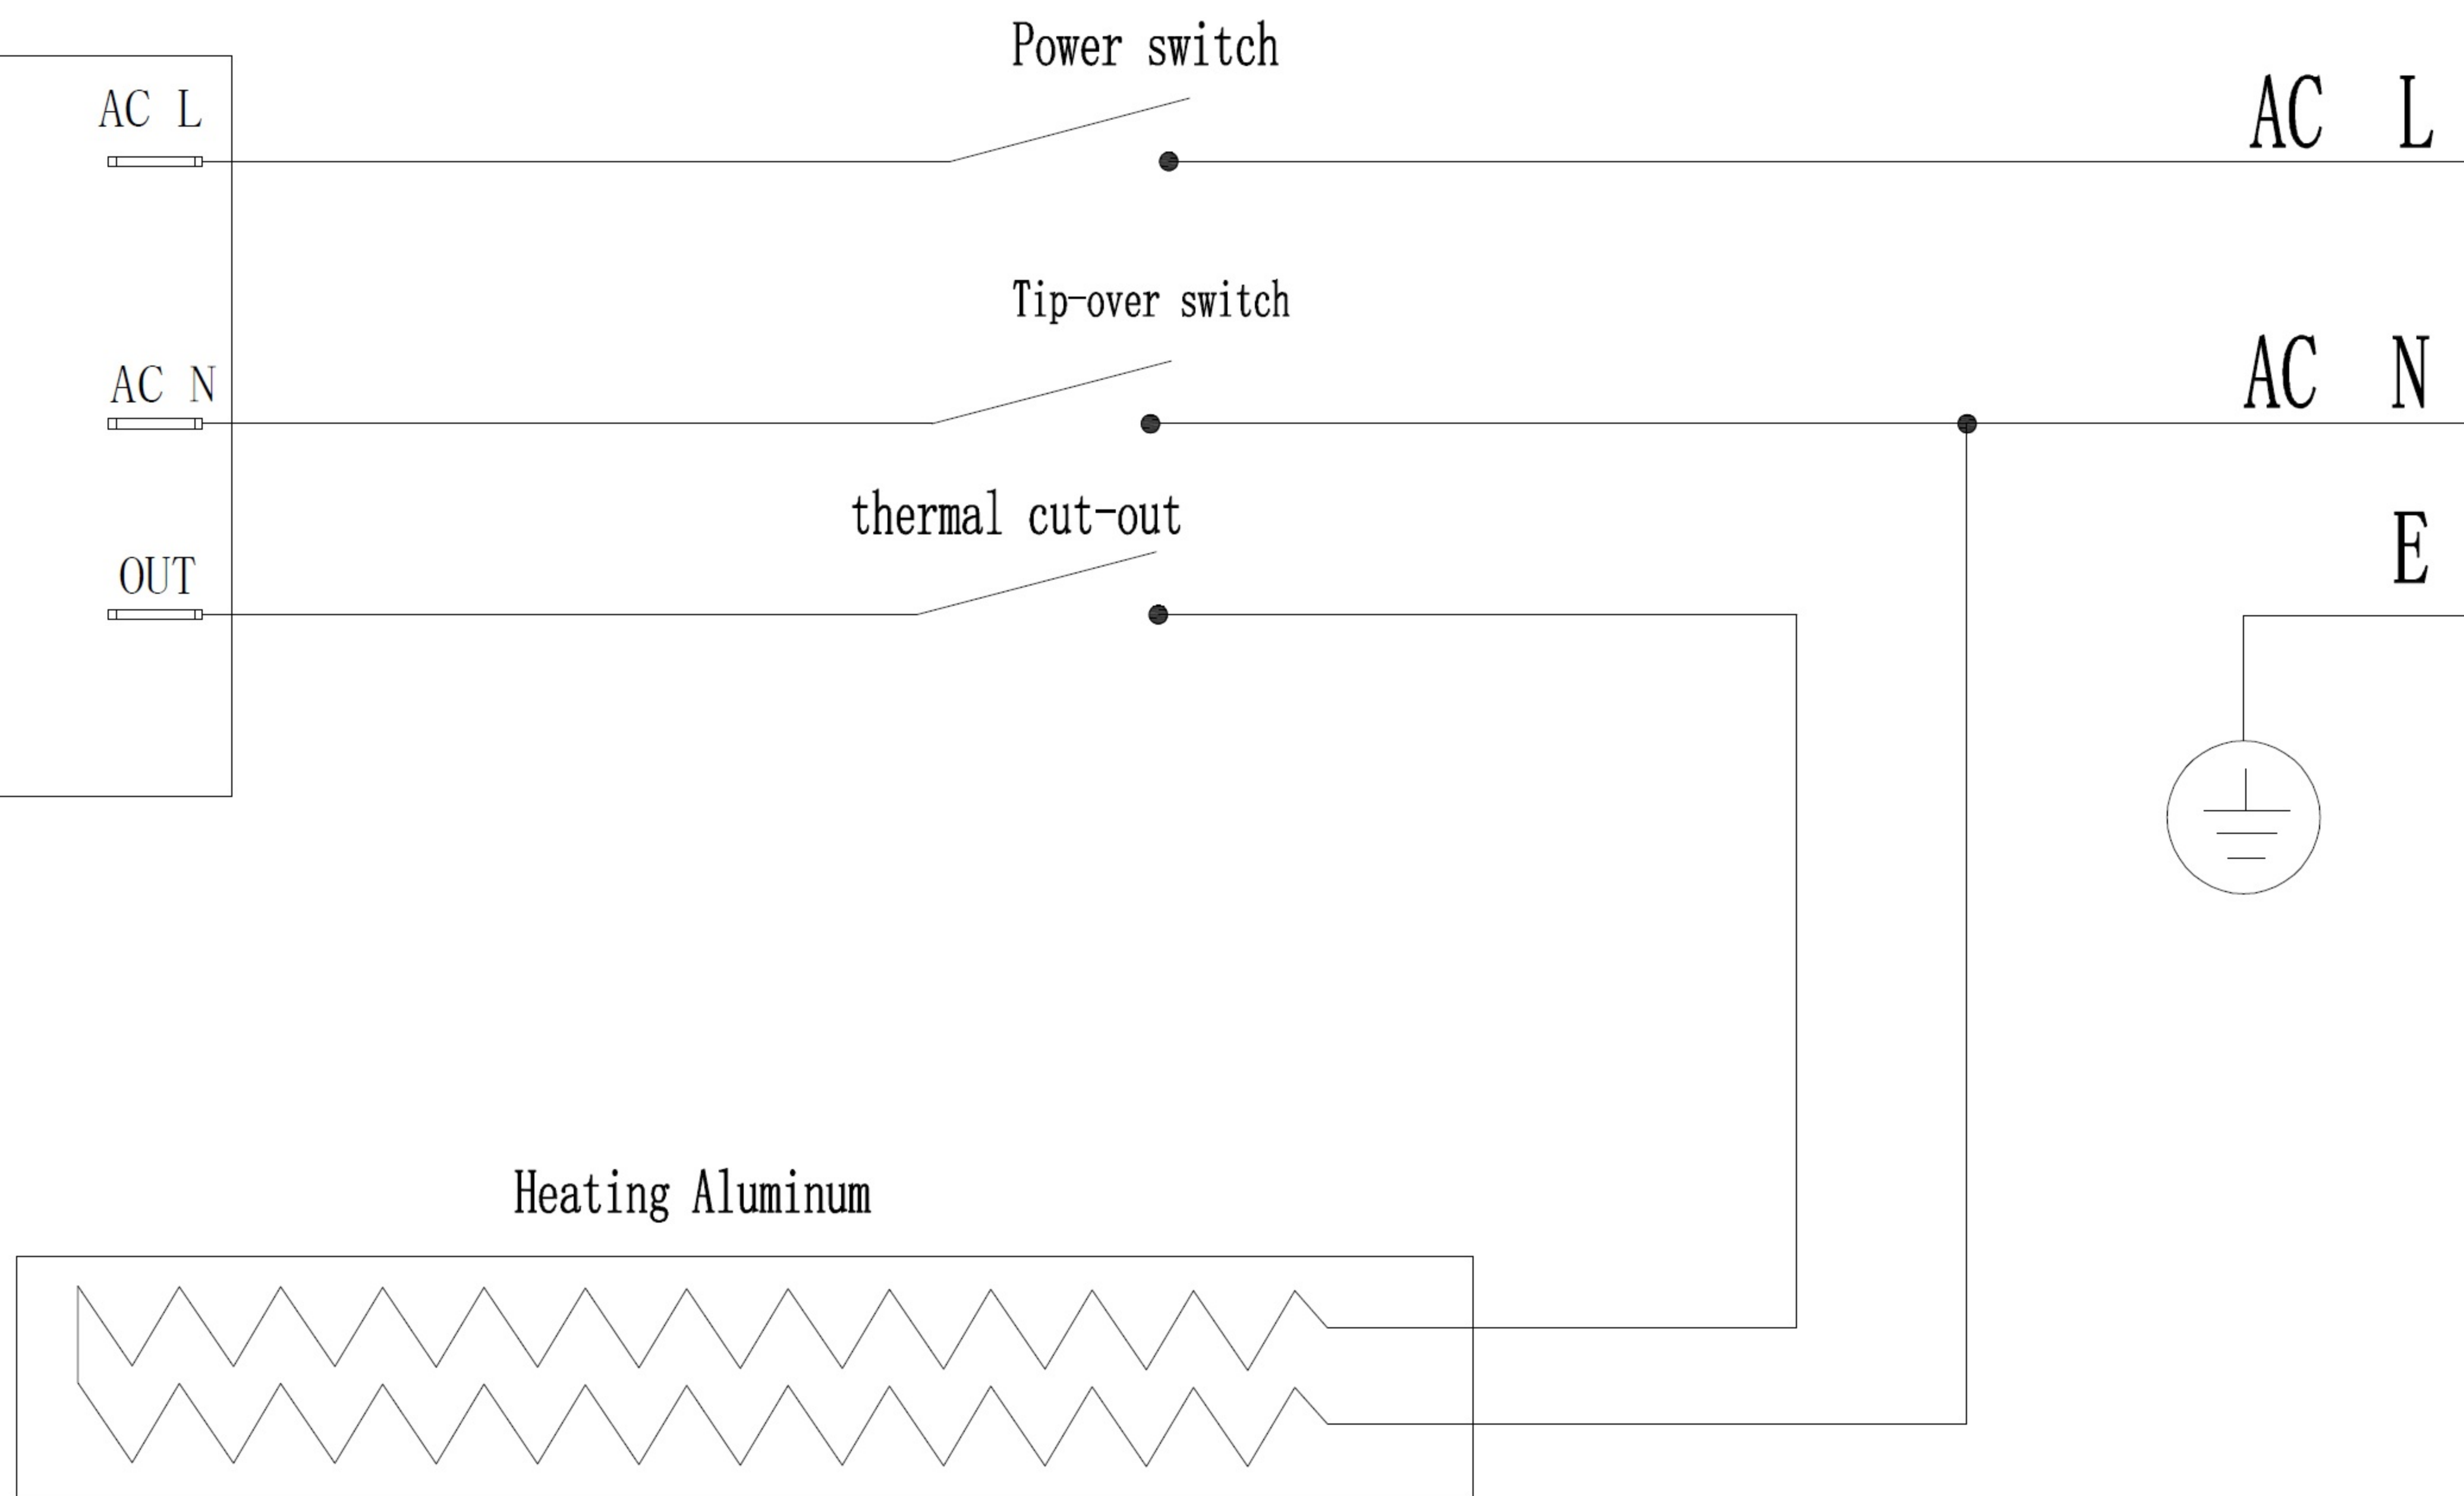 Power switch
AC L
AC L
Tip-over switch
AC N
AC N
thermal cut-out
OUT
E
Heating Aluminum